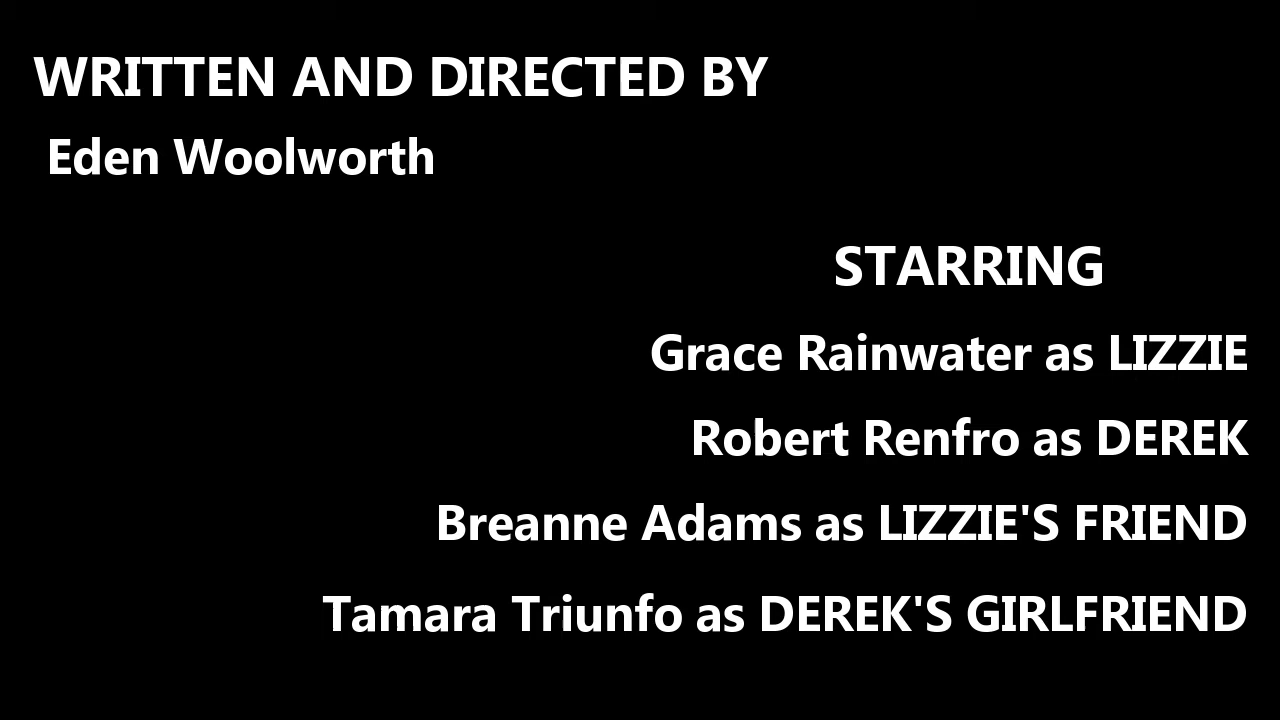 WRITTEN AND DIRECTED BY
Eden Woolworth
STARRING
Grace Rainwater as LIZZIE
Robert Renfro as DEREK
Breanne Adams as LIZZIE'S FRIEND
Tamara Triunfo as DEREK'S GIRLFRIEND